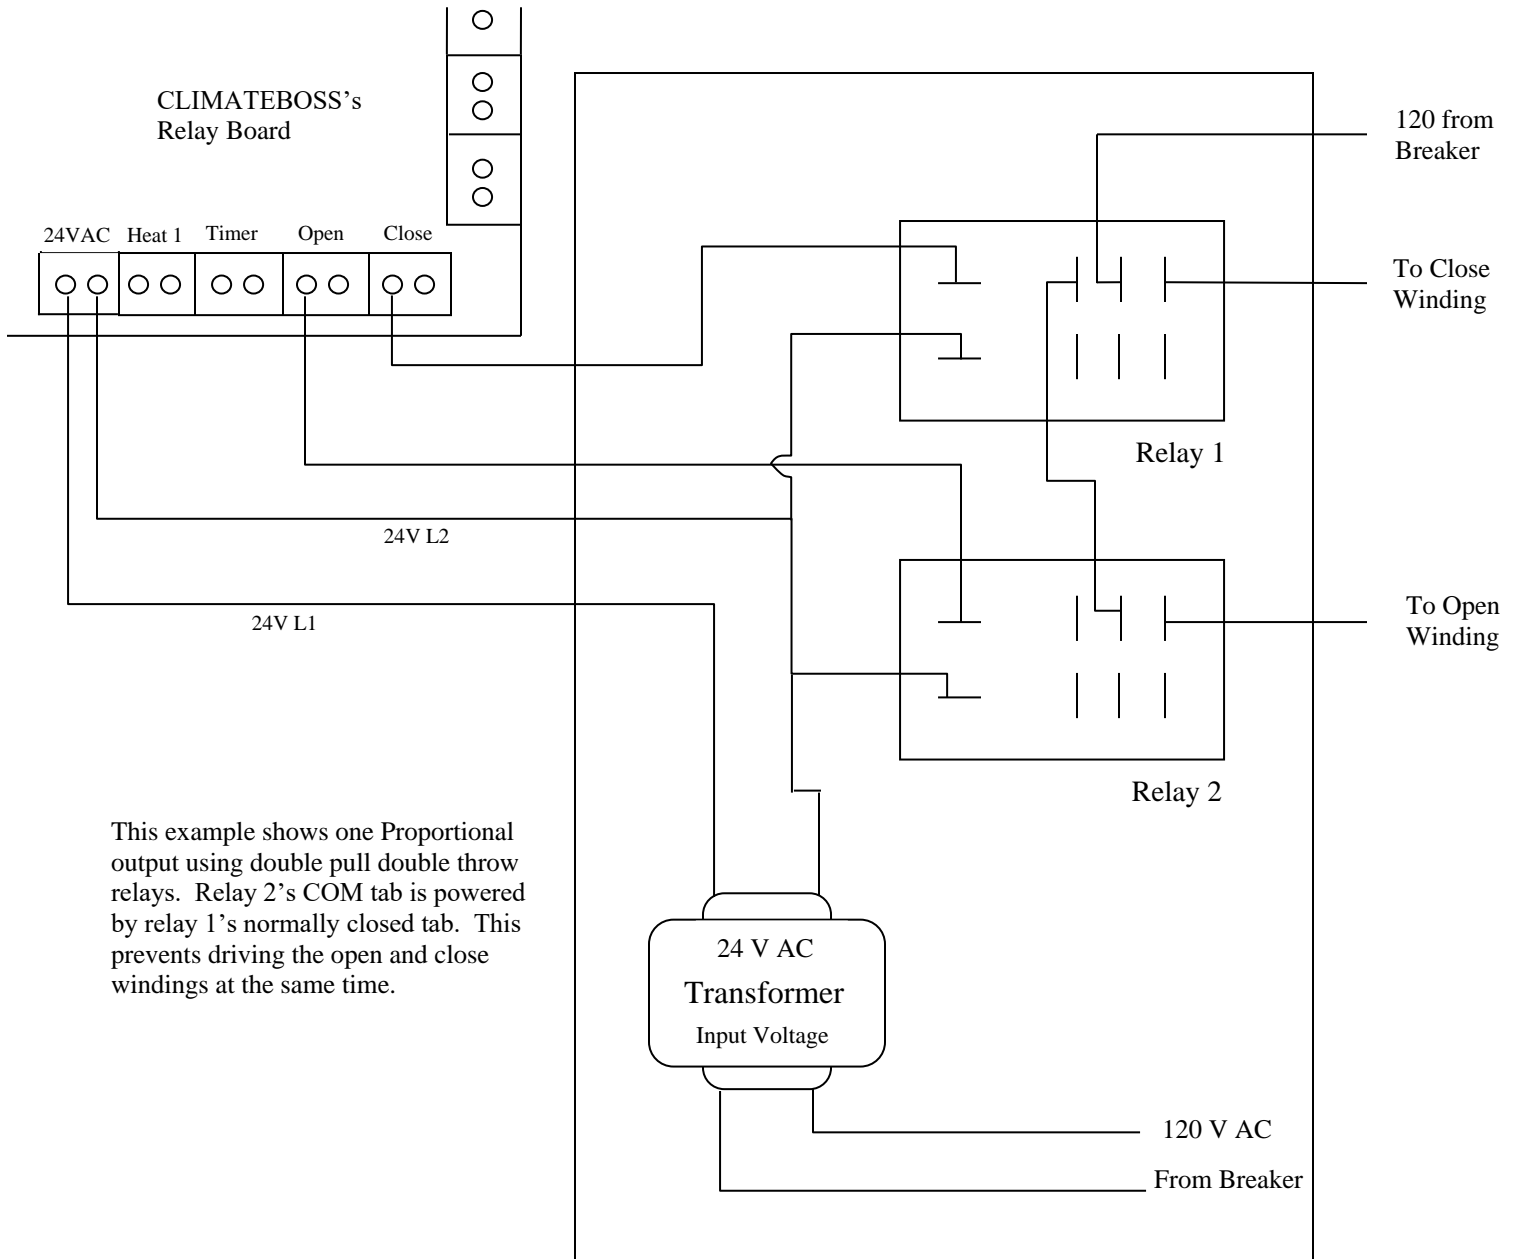 CLIMATEBOSS’s
Relay Board
120 from
Breaker
24VAC Heat 1 Timer Open Close
To Close
Winding
Relay 1
24V L2
24V L1
To Open
Winding
Relay 2
This example shows one Proportional
output using double pull double throw
relays.  Relay 2’s COM tab is powered
by relay 1’s normally closed tab.  This
prevents driving the open and close
windings at the same time.
24 V AC
Transformer
Input Voltage
120 V AC
From Breaker